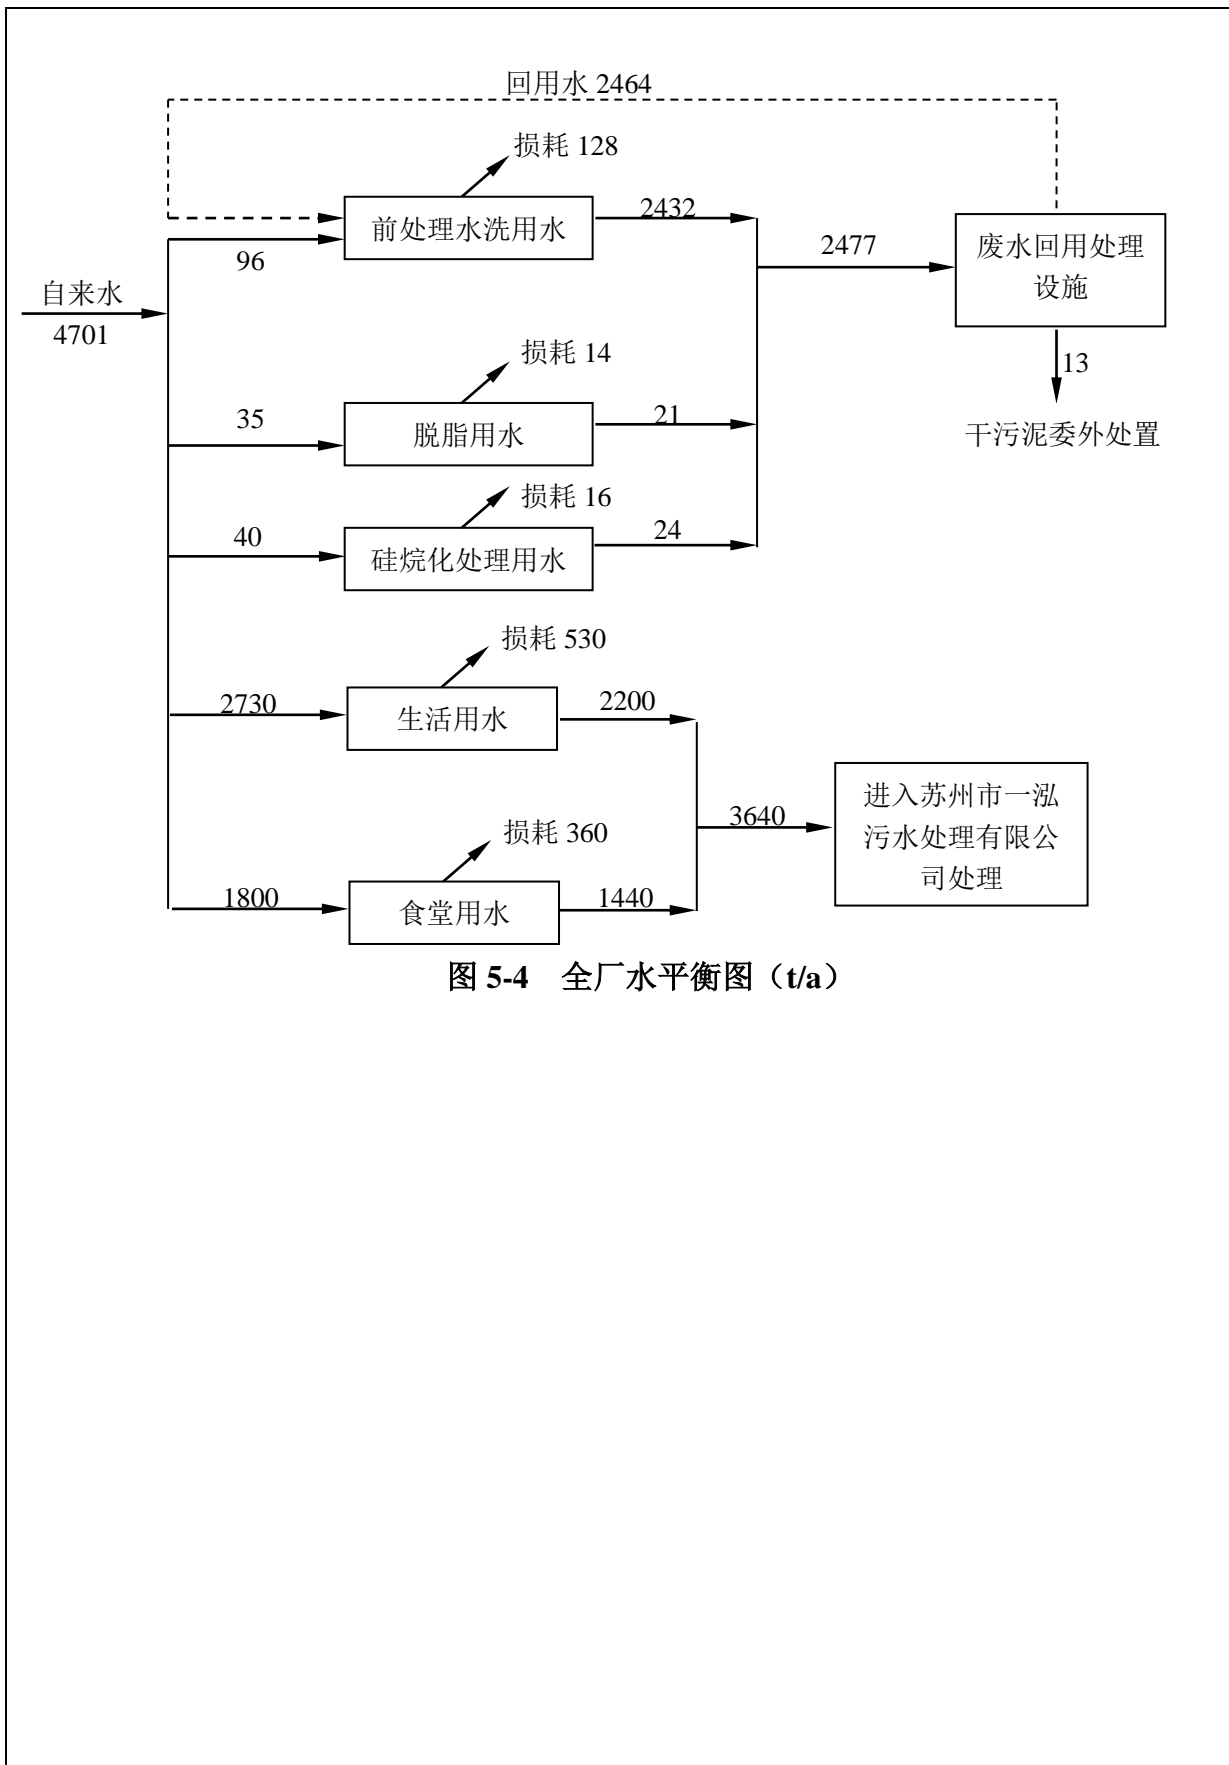 回用水 2464
损耗 128
前处理水洗用水
2432
96
2477
废水回用处理
设施
自来水
4701
13
干污泥委外处置
损耗 14
35
脱脂用水
21
损耗 16
40
硅烷化处理用水
24
损耗 530
2730
生活用水
2200
3640
进入苏州市一泓
污水处理有限公
司处理
损耗 360
1800
食堂用水
1440
图 5-4 全厂水平衡图（t/a）